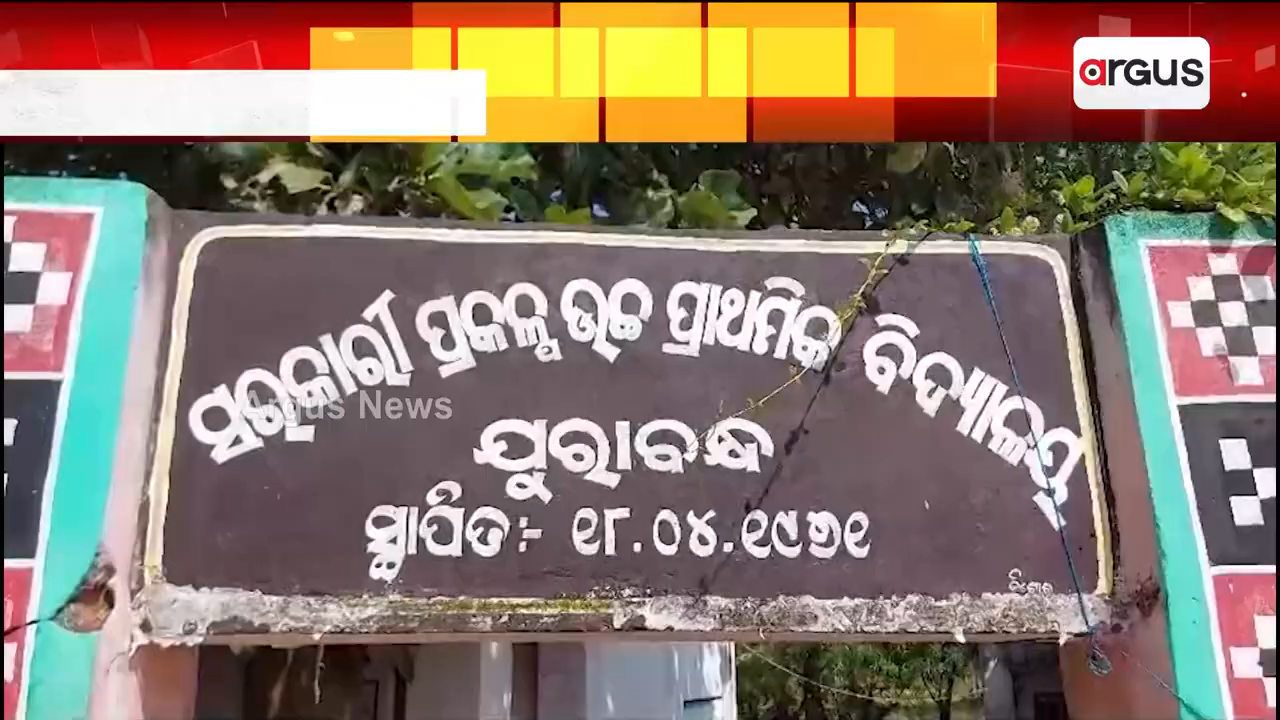 argus
ସରକାରୀ ପ୍ରକଳ୍ପ ଉଚ୍ଚ ପ୍ରାଥମିକ ବିଦ୍ୟାଳୟ
Argus News
ଯୁରାବନ୍ଧ
ସ୍ଥାପିତ:- ୧୮.୦୪.୧୯୭୧